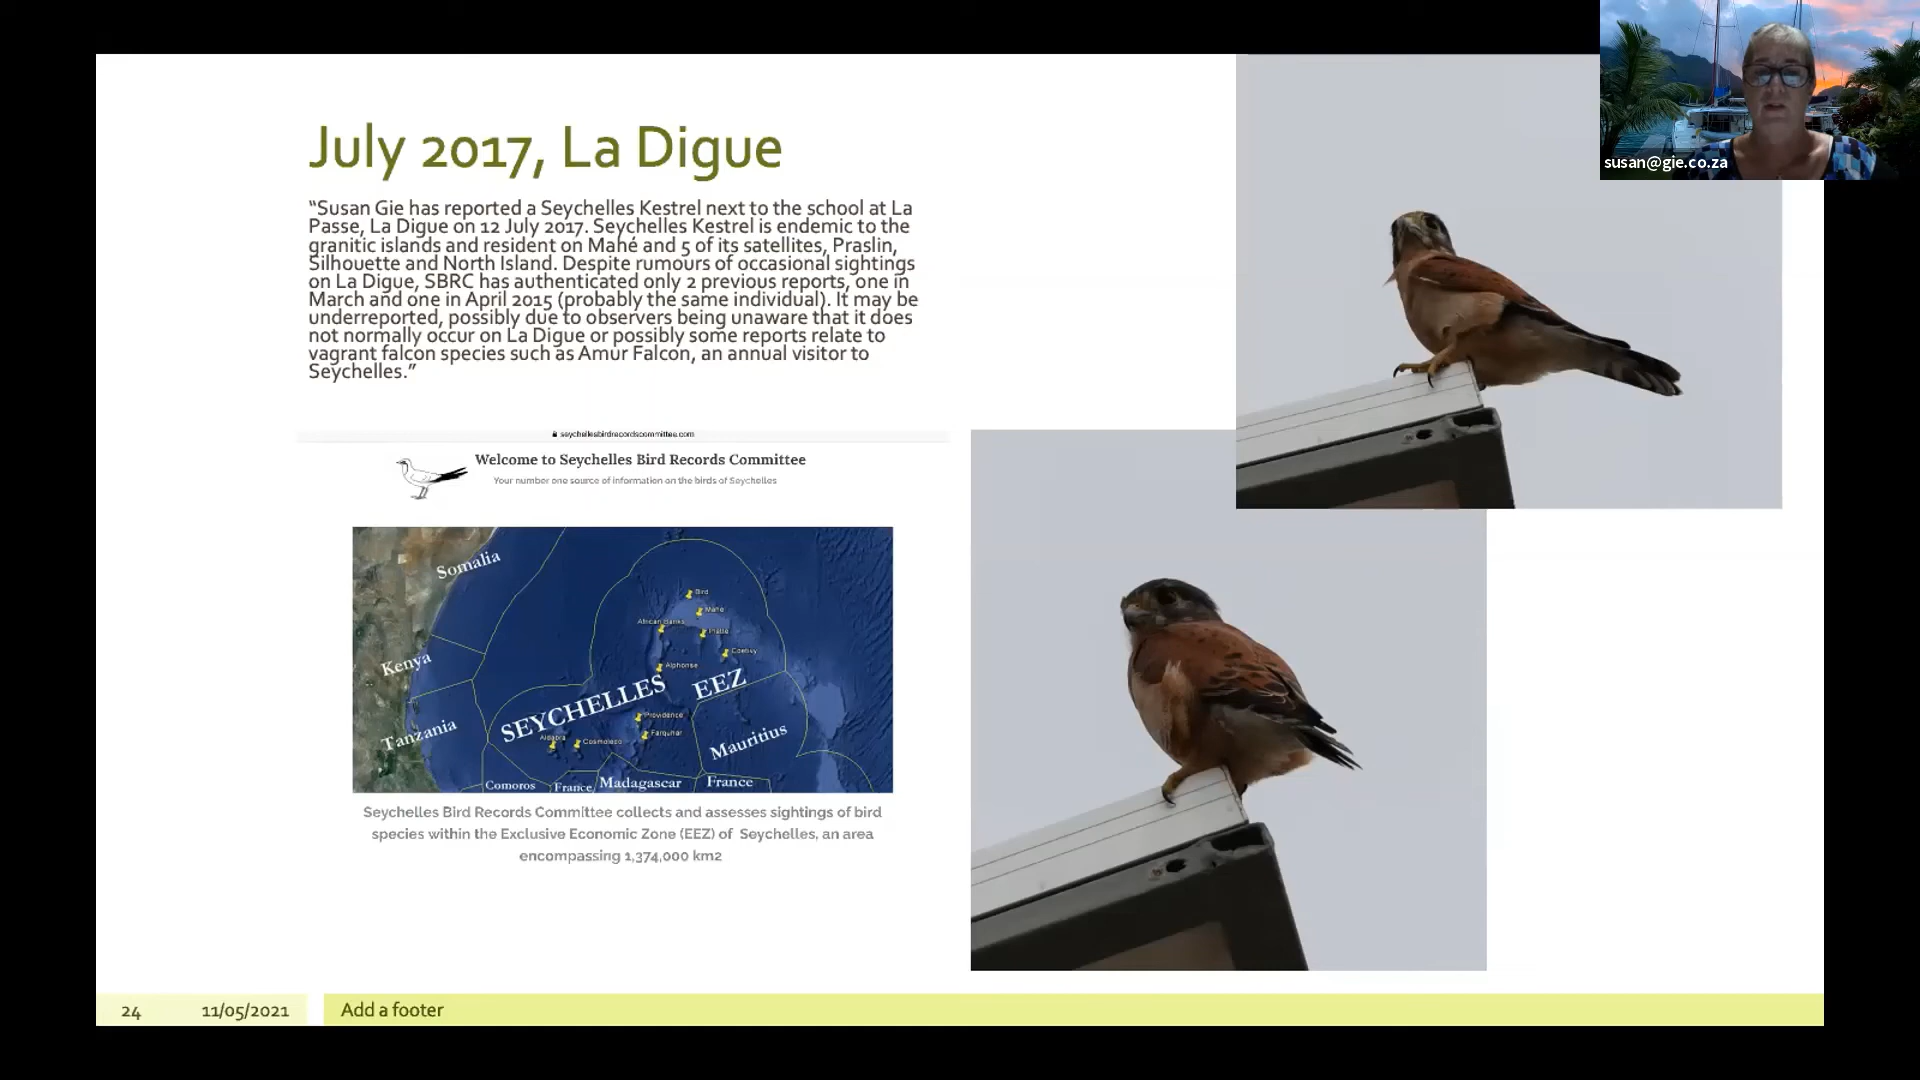 susan@gie.co.za
July 2017, La Digue
“Susan Gie has reported a Seychelles Kestrel next to the school at La
Passe, La Digue on 12 July 2017. Seychelles Kestrel is endemic to the
granitic islands and resident on Mahé and 5 of its satellites, Praslin,
Silhouette and North Island. Despite rumours of occasional sightings
on La Digue, SBRC has authenticated only 2 previous reports, one in
March and one in April 2015 (probably the same individual). It may be
underreported, possibly due to observers being unaware that it does
not normally occur on La Digue or possibly some reports relate to
vagrant falcon species such as Amur Falcon, an annual visitor to
Seychelles.”
seychellesbirdrecordscommittee.com
Welcome to Seychelles Bird Records Committee
Your number one source of information on the birds of Seychelles
Somalia
Bird
Mahe
African Banks
Platte
Coetivy
Kenya
Alphonse
SEYCHELLES EEZ
Providence
Farquhar
Tanzania
Aldabra
Cosmoledo
Mauritius
Comoros
France
Madagascar
France
Seychelles Bird Records Committee collects and assesses sightings of bird
species within the Exclusive Economic Zone (EEZ) of Seychelles, an area
encompassing 1,374,000 km2
24
11/05/2021
Add a footer